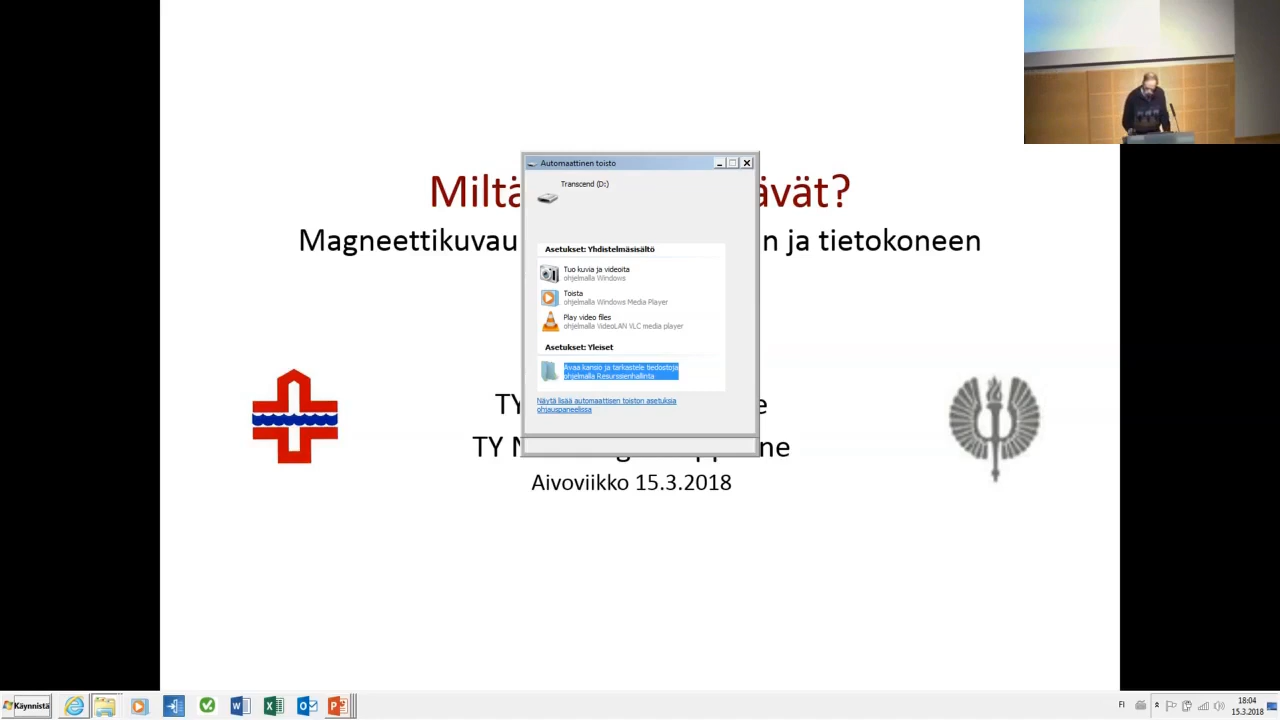 Miltä ävät?
Magneettikuvau n ja tietokoneen
TY e
TY ne
Aivoviikko 15.3.2018
Automaattinen toisto
Transcend (D:)
Asetukset: Yhdistelmäsisältö
Tuo kuvia ja videoita
ohjelmalla Windows
Toista
ohjelmalla Windows Media Player
Play video files
ohjelmalla VideoLAN VLC media player
Asetukset: Yleiset
Avaa kansio ja tarkastele tiedostoja
ohjelmalla Resurssienhallinta
Näytä lisää automaattisen toiston asetuksia
ohjauspaneelissa
Käynnistä
FI
18:04
15.3.2018